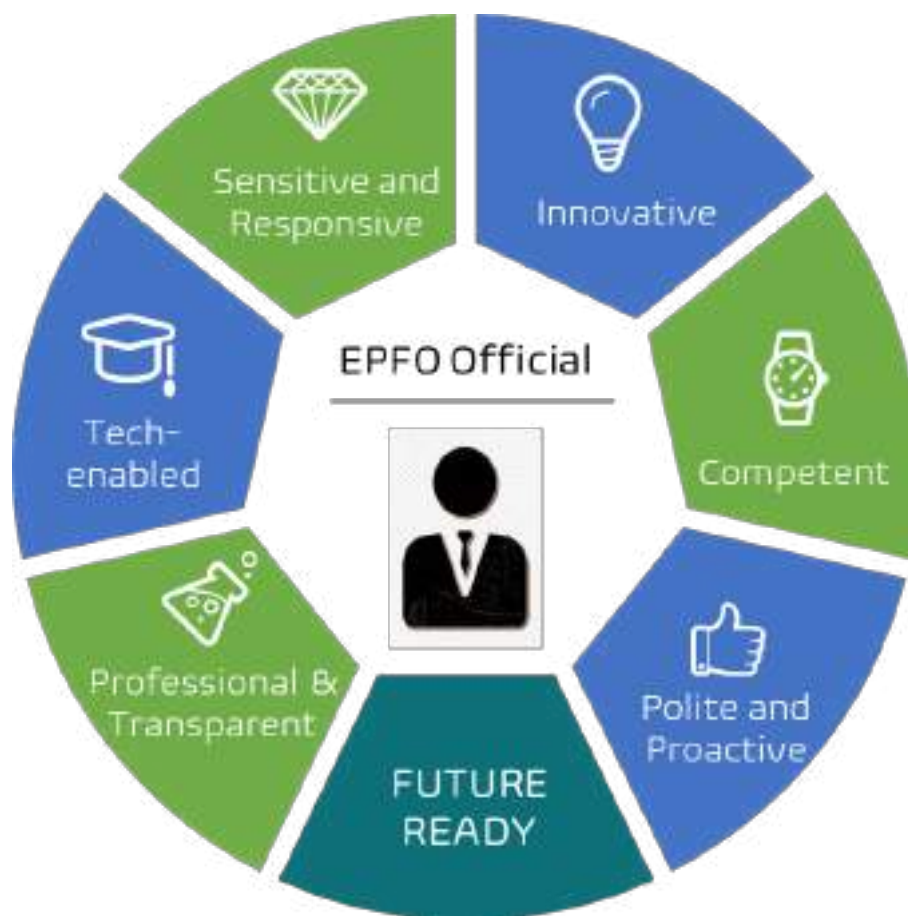 Sensitive and
Responsive
Innovative
EPFO Official
Tech-
enabled
Competent
Professional &
Transparent
Polite and
Proactive
FUTURE
READY